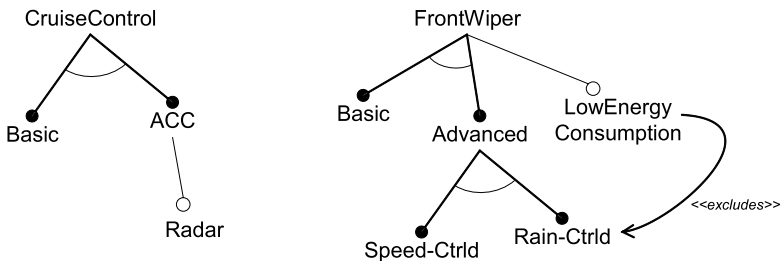 CruiseControl
FrontWiper
Basic
ACC
Radar
Basic
Advanced
LowEnergy
Consumption
Speed-Ctrld
Rain-Ctrld
<<excludes>>